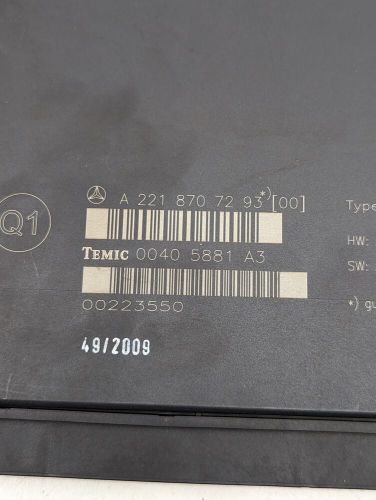 A 221 870 72 93*)[00]
Type
Q1
HW:
TEMIC 0040 5881 A3
SW:
00223550
*) gu
49/2009